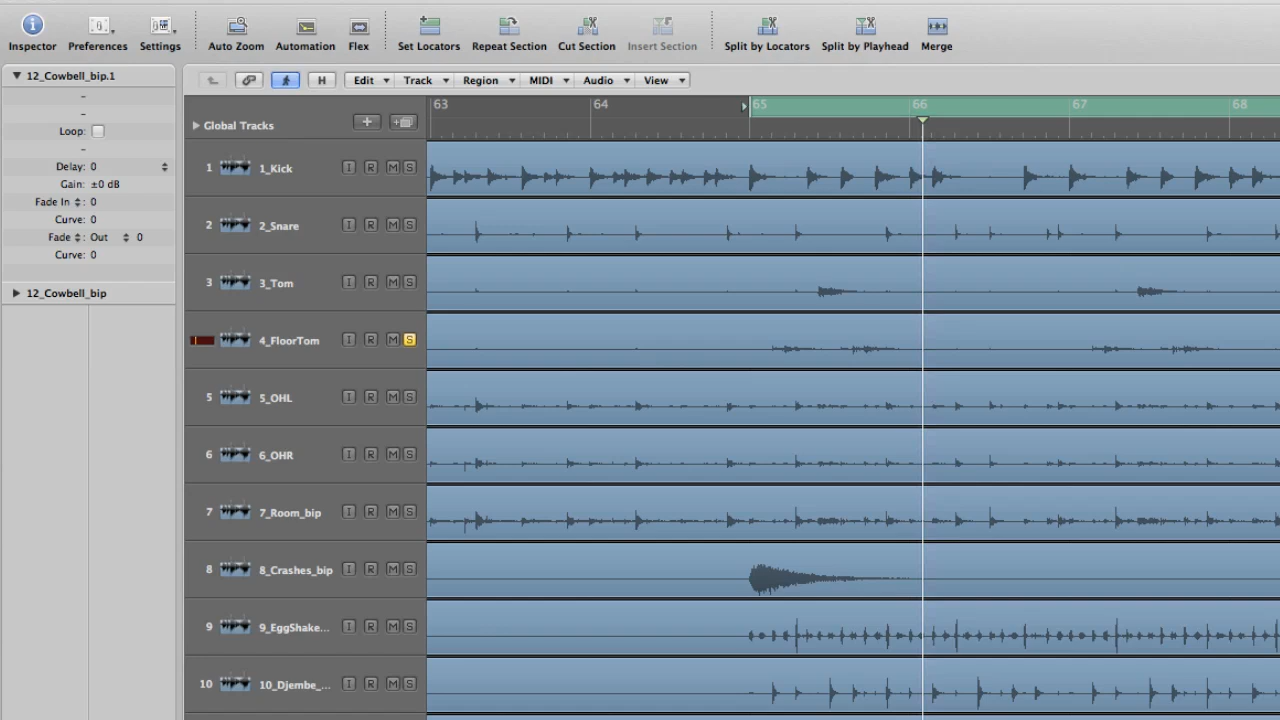 Inspector Preferences Settings Auto Zoom Automation Flex Set Locators Repeat Section Cut Section Insert Section Split by Locators Split by Playhead Merge
12_Cowbell_bip.1
H Edit Track Region MIDI Audio View
-
-
Loop:
-
Delay: 0
Gain: ±0 dB
Fade In : 0
Curve: 0
Fade : Out 0
Curve: 0
12_Cowbell_bip
63 64 65 66 67 68
Global Tracks
1 1_Kick I R M S
2 2_Snare I R M S
3 3_Tom I R M S
4_FloorTom I R M S
5 5_OHL I R M S
6 6_OHR I R M S
7 7_Room_bip I R M S
8 8_Crashes_bip I R M S
9 9_EggShake... I R M S
10 10_Djembe_... I R M S